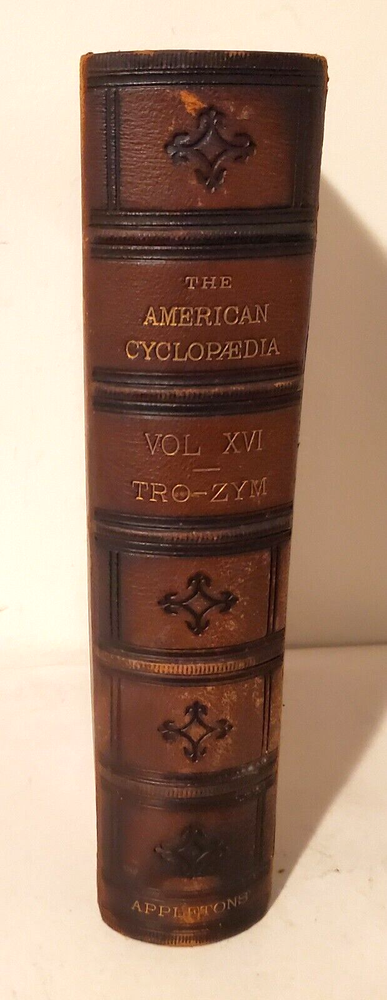 THE
AMERICAN
CYCLOPÆDIA
VOL XVI
TRO-ZYM
APPLETONS